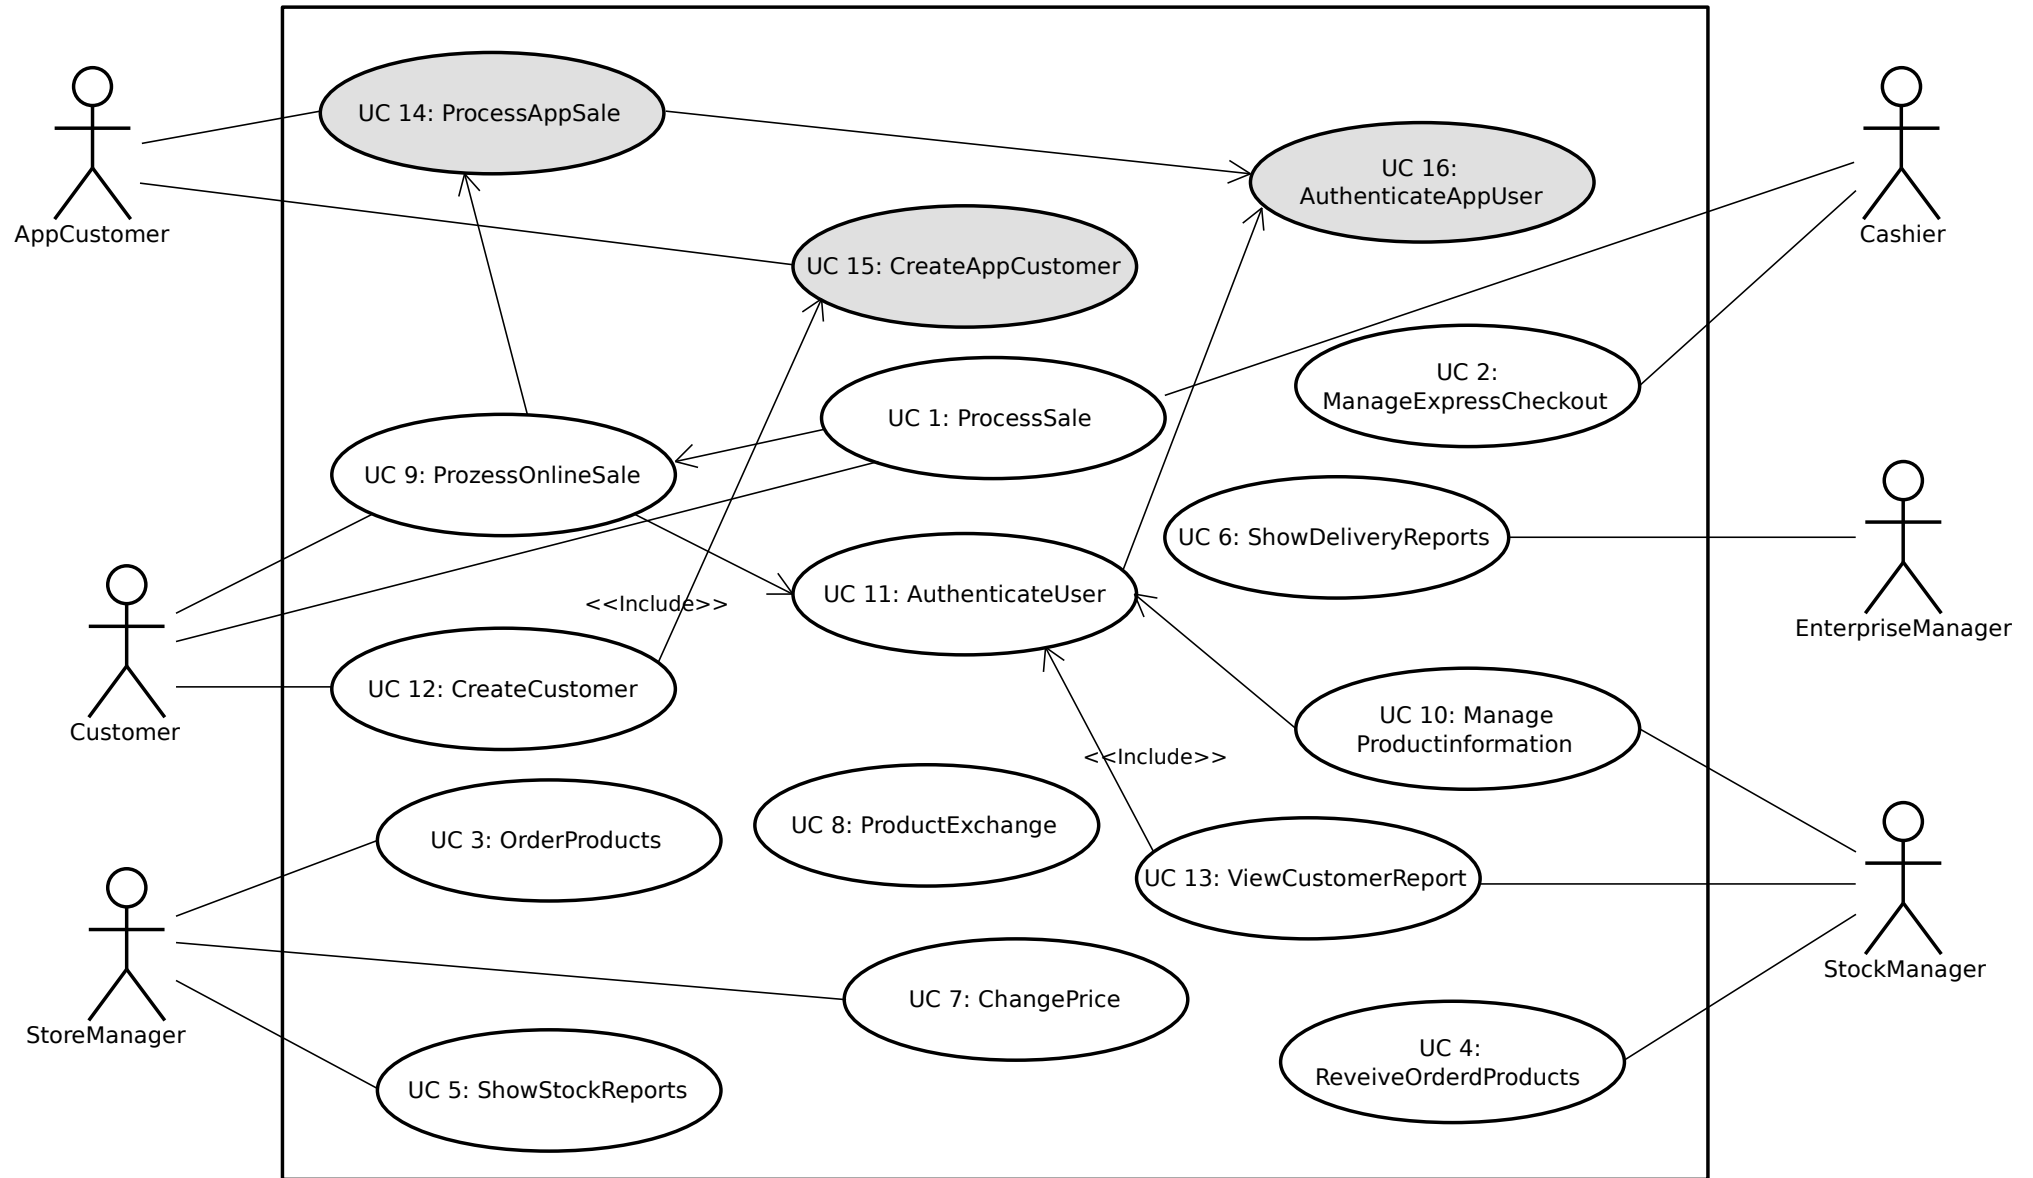 UC 14: ProcessAppSale
UC 16:
AuthenticateAppUser
AppCustomer
Cashier
UC 15: CreateAppCustomer
UC 2:
ManageExpressCheckout
UC 1: ProcessSale
UC 9: ProzessOnlineSale
UC 6: ShowDeliveryReports
UC 11: AuthenticateUser
<<Include>>
EnterpriseManager
UC 12: CreateCustomer
Customer
UC 10: Manage
Productinformation
<<Include>>
UC 3: OrderProducts
UC 8: ProductExchange
UC 13: ViewCustomerReport
StockManager
UC 7: ChangePrice
StoreManager
UC 4:
ReveiveOrderdProducts
UC 5: ShowStockReports